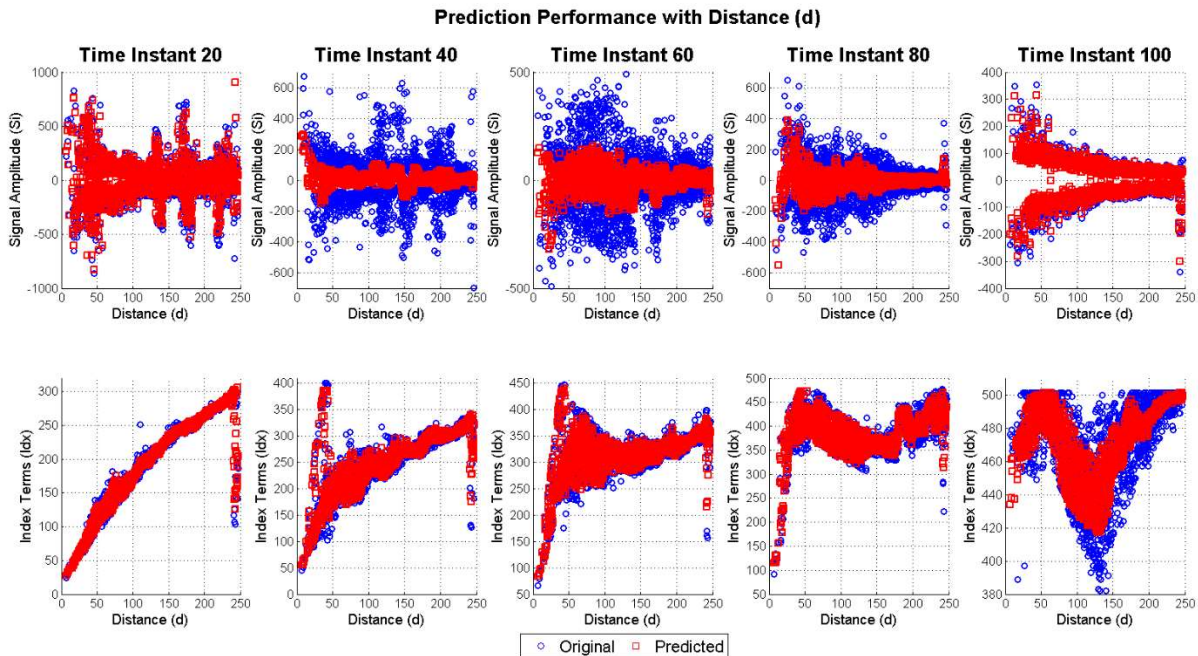 Prediction Performance with Distance (d)
Time Instant 20 Time Instant 40 Time Instant 60 Time Instant 80 Time Instant 100
1000 600 500 600 400
500 400 300
200 200
100
0 0 0 0 0
-200 -200 -100
-500 -400 -400 -200
-300
-1000 -600 -500 -600 -400
Signal Amplitude (Si) Signal Amplitude (Si) Signal Amplitude (Si) Signal Amplitude (Si) Signal Amplitude (Si)
0 50 100 150 200 250 0 50 100 150 200 250 0 50 100 150 200 250 0 50 100 150 200 250 0 50 100 150 200 250
Distance (d) Distance (d) Distance (d) Distance (d) Distance (d)
300 400 450 500 500
250 350 400 450 480
200 300 350 400 460
150 250 300 350 440
100 200 250 300 420
50 150 200 250 400
0 100 150 200 380
50 100 150
50 100
50
Index Terms (Idx) Index Terms (Idx) Index Terms (Idx) Index Terms (Idx) Index Terms (Idx)
0 50 100 150 200 250 0 50 100 150 200 250 0 50 100 150 200 250 0 50 100 150 200 250 0 50 100 150 200 250
Distance (d) Distance (d) Distance (d) Distance (d) Distance (d)
Original Predicted